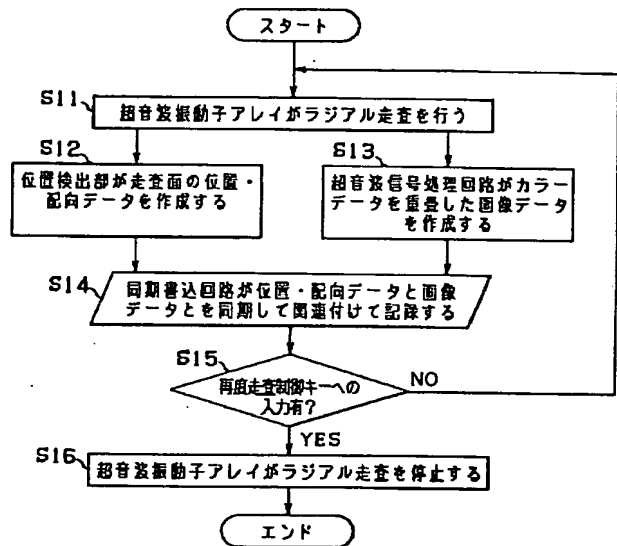 スタート
S11
超音波振動子アレイがラジアル走査を行う
S12
S13
位置検出部が走査面の位置・
配向データを作成する
超音波信号処理回路がカラー
データを重畳した画像データ
を作成する
S14
同期書込回路が位置・配向データと画像
データとを同期して関連付けて記録する
S15
再度走査制御キーへの
入力有?
NO
YES
S16
超音波振動子アレイがラジアル走査を停止する
エンド